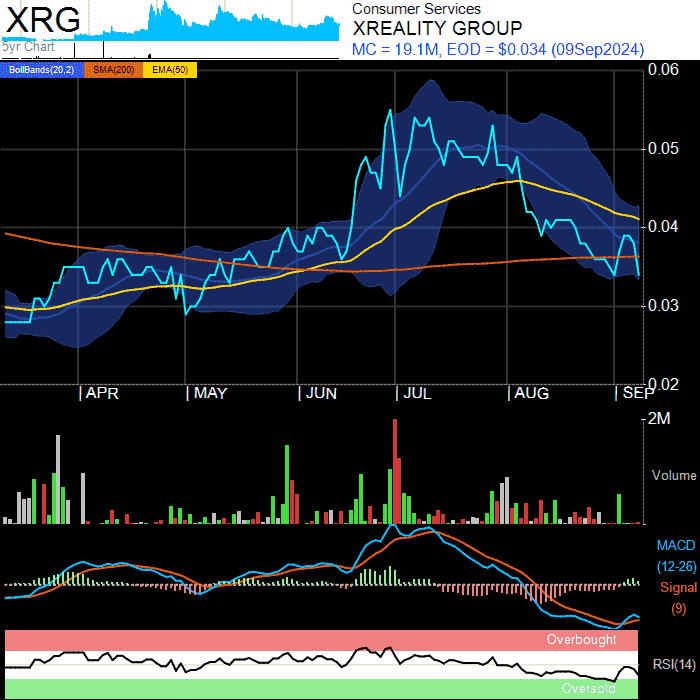 XRG
5yr Chart
Consumer Services
XREALITY GROUP
MC = 19.1M, EOD = $0.034 (09Sep2024)
BollBands(20,2) SMA(200) EMA(50)
0.06
0.05
0.04
0.03
0.02
APR MAY JUN JUL AUG SEP
2M
Volume
MACD
(12-26)
Signal
(9)
Overbought
RSI(14)
Oversold